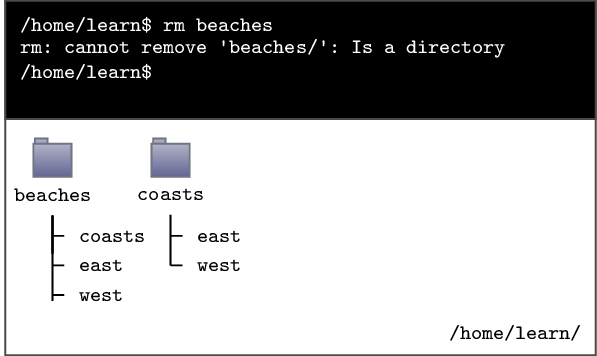 /home/learn$ rm beaches
rm: cannot remove 'beaches/': Is a directory
/home/learn$
beaches coasts
coasts east
east west
west
/home/learn/